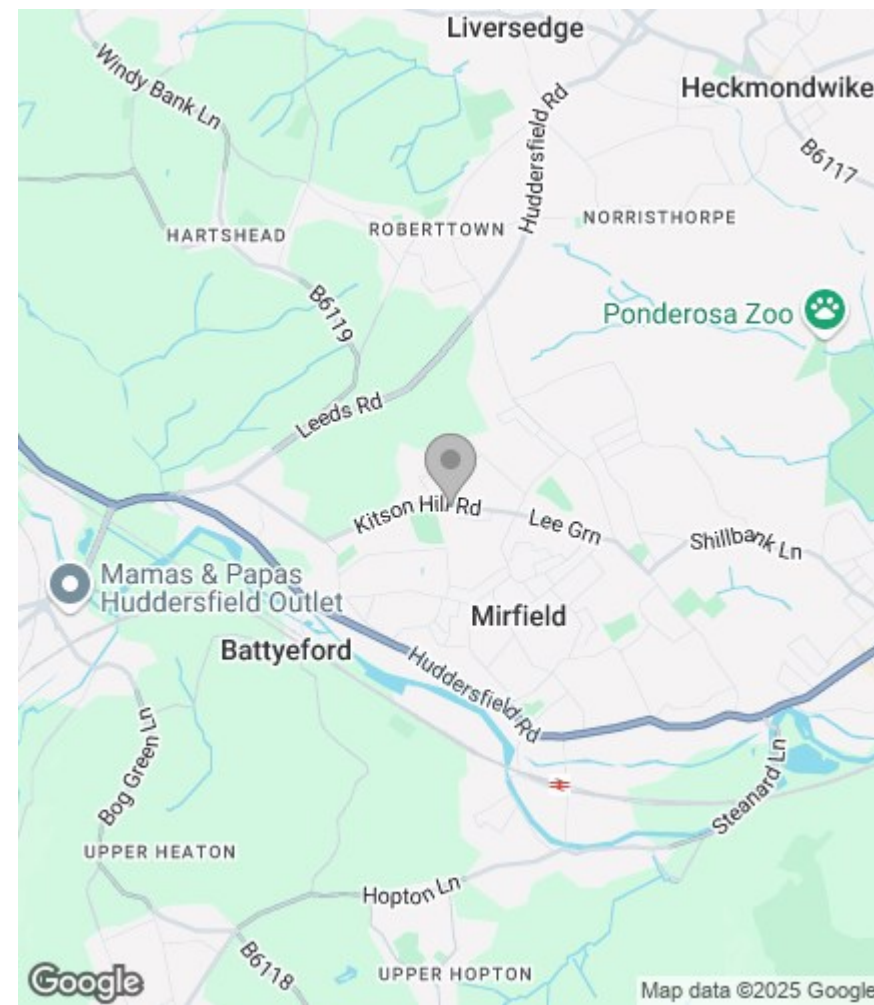 Liversedge
Windy Bank Ln
Heckmondwike
Huddersfield Rd
B6117
HARTSHEAD
ROBERTTOWN
NORRISTHORPE
B6119
Ponderosa Zoo
Leeds Rd
Kitson Hill Rd
Lee Grn
Shillbank Ln
Mamas & Papas
Huddersfield Outlet
Mirfield
Battyeford
Huddersfield Rd
Bog Green Ln
Steanard Ln
UPPER HEATON
Hopton Ln
B6118
UPPER HOPTON
Google
Map data ©2025 Google